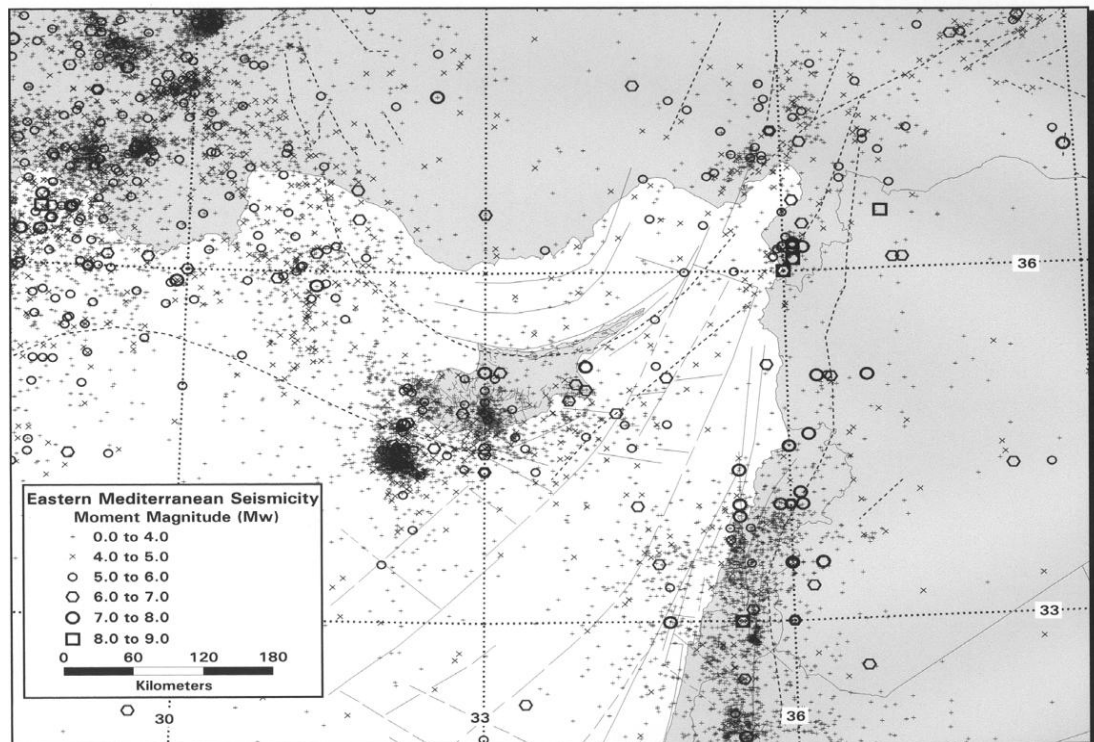 36
Eastern Mediterranean Seismicity
Moment Magnitude (Mw)
0.0 to 4.0
4.0 to 5.0
5.0 to 6.0
6.0 to 7.0
7.0 to 8.0
8.0 to 9.0
0 60 120 180
Kilometers
33
30 33 36